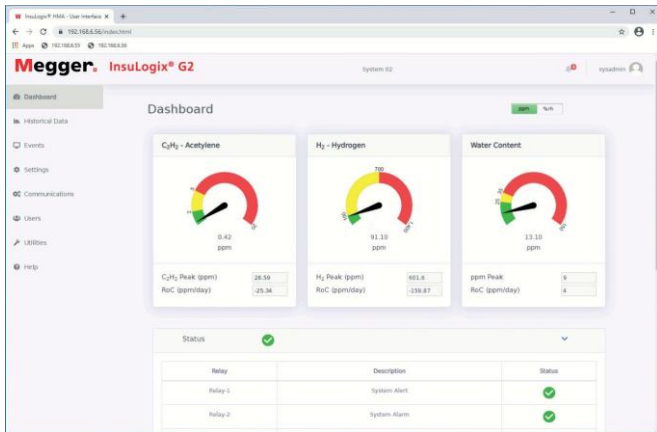 InsuLogix® HMA - User Interface
192.168.6.56/index.html
Apps 192.168.6.55 192.168.6.56
Megger. InsuLogix® G2
System G2
sysadmin
Dashboard
Historical Data
Events
Settings
Communications
Users
Utilities
Help
Dashboard
ppm %/h
C₂H₂ - Acetylene
0.42
ppm
C₂H₂ Peak (ppm) 28.59
RoC (ppm/day) -25.34
H₂ - Hydrogen
700
91.10
ppm
H₂ Peak (ppm) 601.6
RoC (ppm/day) -159.87
Water Content
13.10
ppm
ppm Peak 9
RoC (ppm/day) 4
Status
Relay Description Status
Relay-1 System Alert
Relay-2 System Alarm